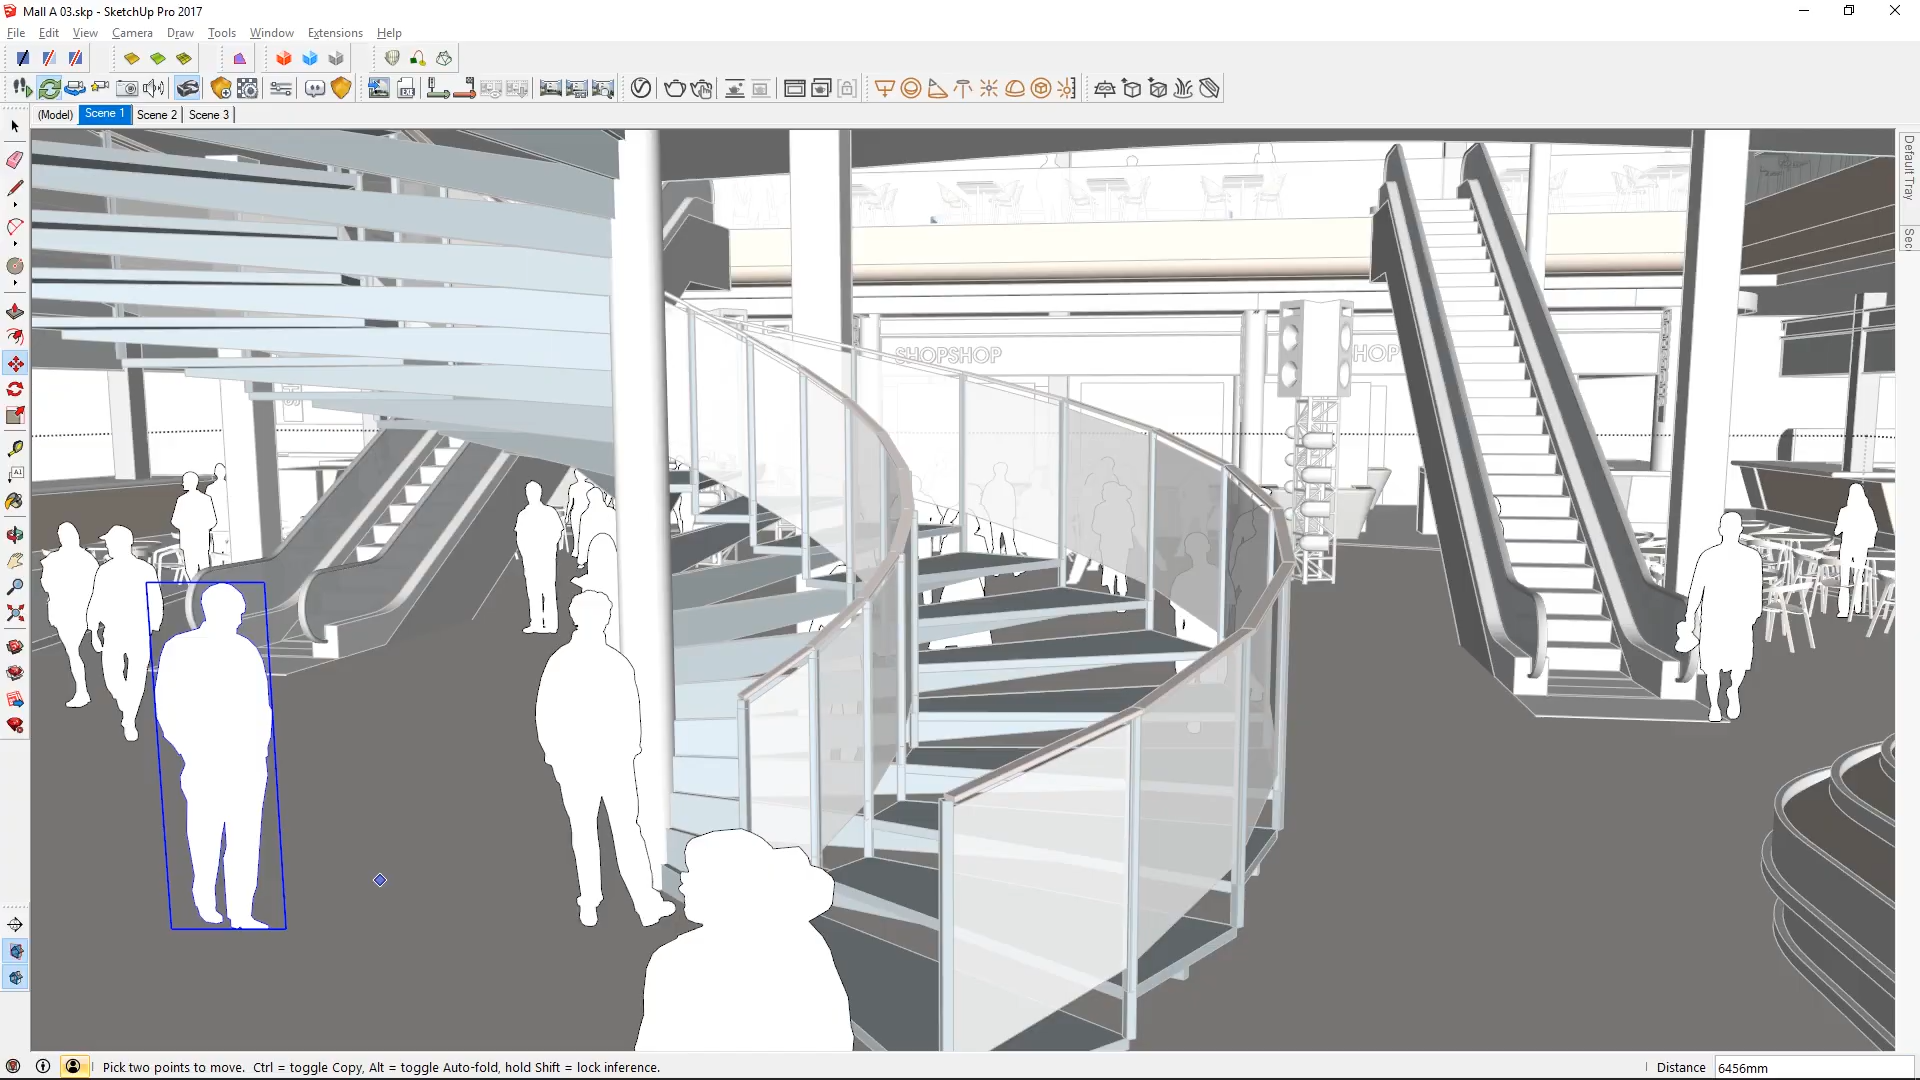 Mall A 03.skp - SketchUp Pro 2017
File Edit View Camera Draw Tools Window Extensions Help
(Model) Scene 1 Scene 2 Scene 3
Default Tray
Sec
SHOPSHOP
HOP
A1
Pick two points to move. Ctrl = toggle Copy, Alt = toggle Auto-fold, hold Shift = lock inference.
Distance 6456mm